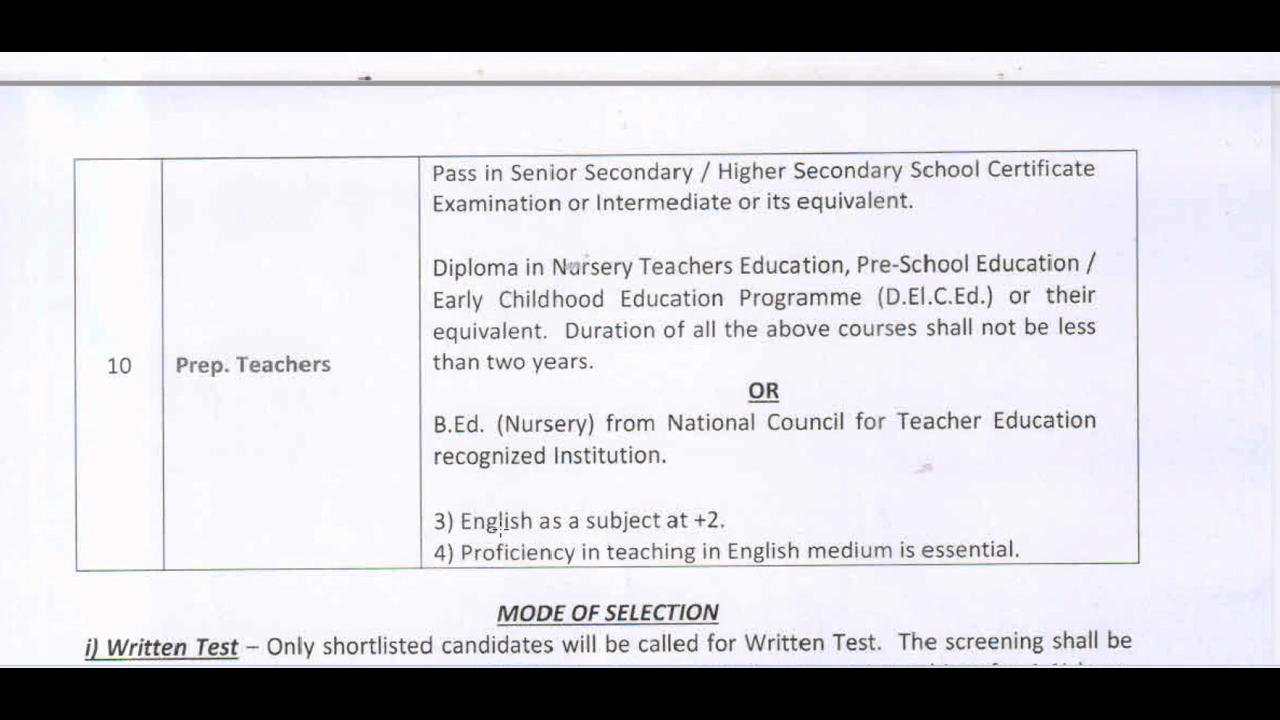 Pass in Senior Secondary / Higher Secondary School Certificate
Examination or Intermediate or its equivalent.
Diploma in Nursery Teachers Education, Pre-School Education /
Early Childhood Education Programme (D.El.C.Ed.) or their
equivalent. Duration of all the above courses shall not be less
than two years.
10 Prep. Teachers
OR
B.Ed. (Nursery) from National Council for Teacher Education
recognized Institution.
3) English as a subject at +2.
4) Proficiency in teaching in English medium is essential.
MODE OF SELECTION
i) Written Test – Only shortlisted candidates will be called for Written Test. The screening shall be